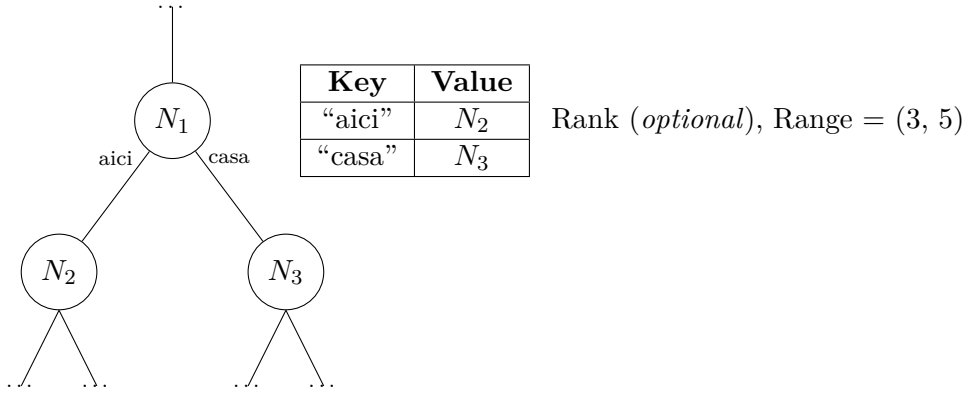 ...
N1
aici
casa
N2
N3
... ... ... ...
Key Value
“aici” N2
“casa” N3
Rank (optional), Range = (3, 5)